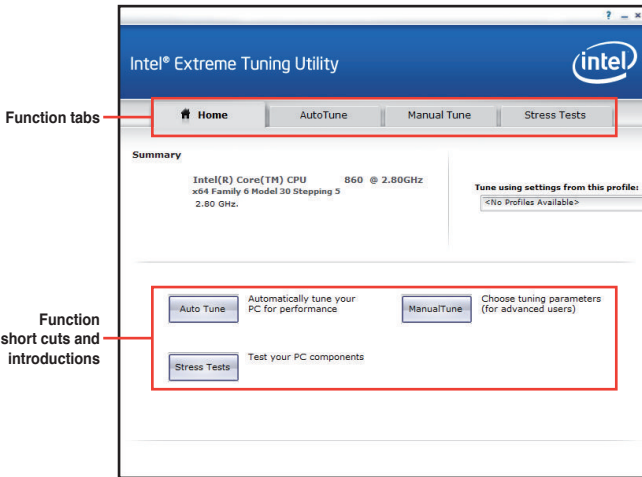 ? _ ×
Intel® Extreme Tuning Utility
intel
Function tabs
Home AutoTune Manual Tune Stress Tests
Summary
Intel(R) Core(TM) CPU 860 @ 2.80GHz
x64 Family 6 Model 30 Stepping 5
2.80 GHz.
Tune using settings from this profile:
<No Profiles Available>
Function
short cuts and
introductions
Auto Tune
Automatically tune your
PC for performance
ManualTune
Choose tuning parameters
(for advanced users)
Stress Tests
Test your PC components